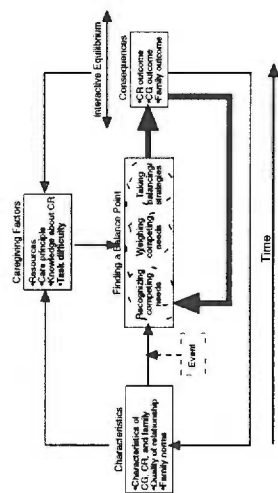 Characteristics
•Characteristics of
CG, CR, and family
•Quality of relationship
•Family norms
Event
Caregiving Factors
•Resources
•Care principle
•Knowledge about CR
•Task difficulty
Finding a Balance Point
Recognizing
competing
needs
Weighing
competing
needs
Taking
balancing
strategies
Interactive Equilibrium
Consequences
•CR outcome
•CG outcome
•Family outcome
Time